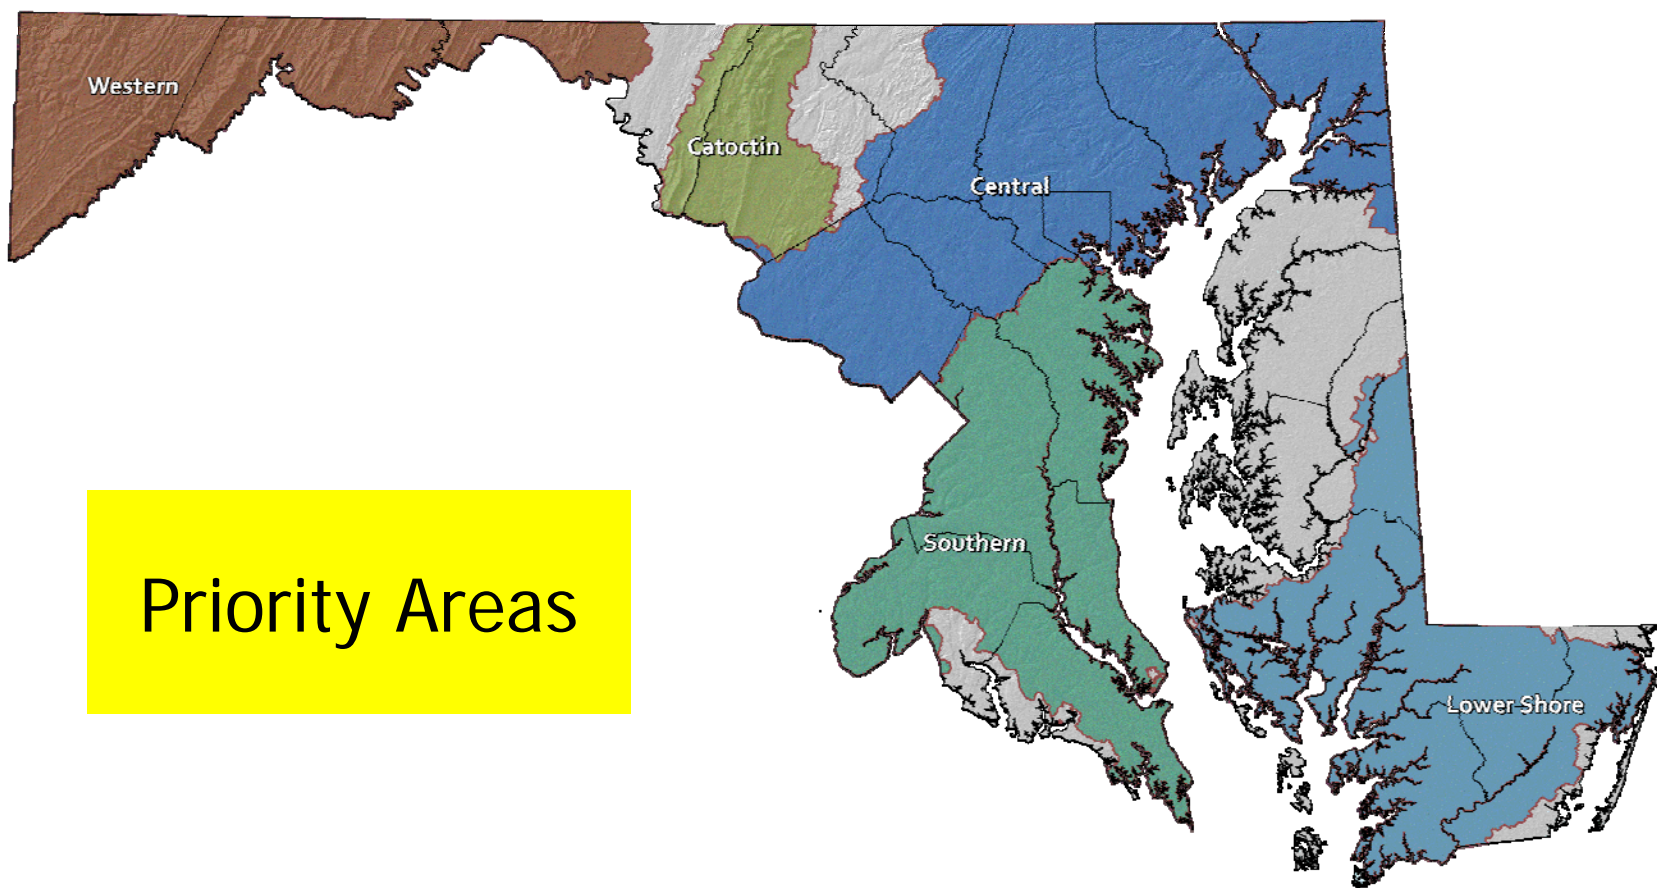 Western
Catoctin
Central
Southern
Lower Shore
Priority Areas